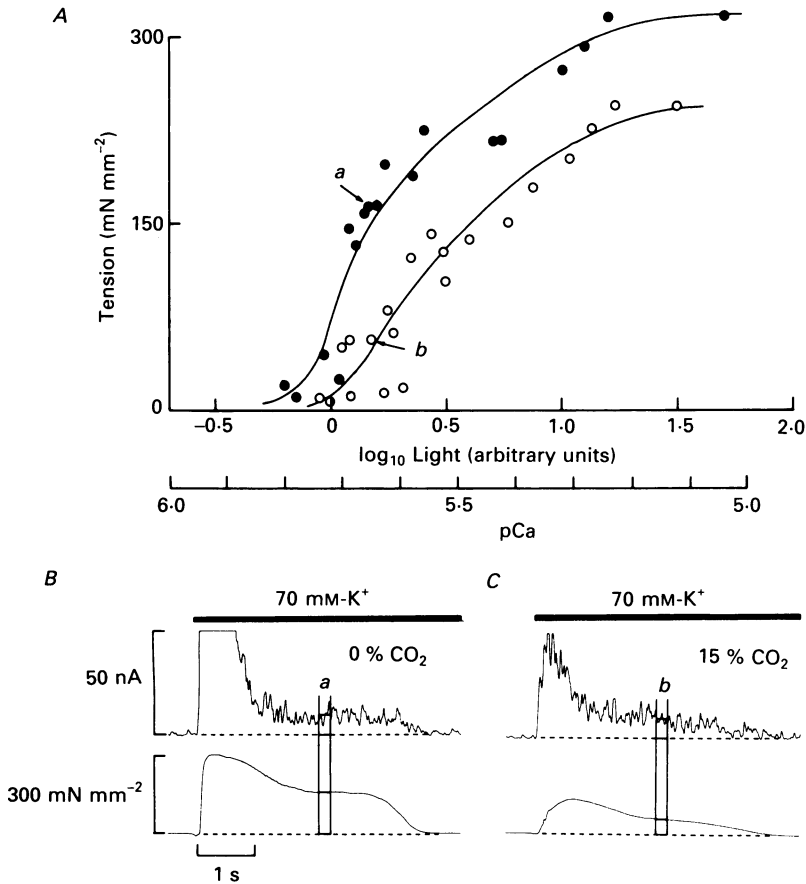 A
300
150
0
Tension (mN mm⁻²)
a
b
−0·5 0 0·5 1·0 1·5 2·0
log₁₀ Light (arbitrary units)
6.0 5·5 5·0
pCa
B
70 mM-K⁺
0 % CO₂
50 nA
a
300 mN mm⁻²
1 s
C
70 mM-K⁺
15 % CO₂
b